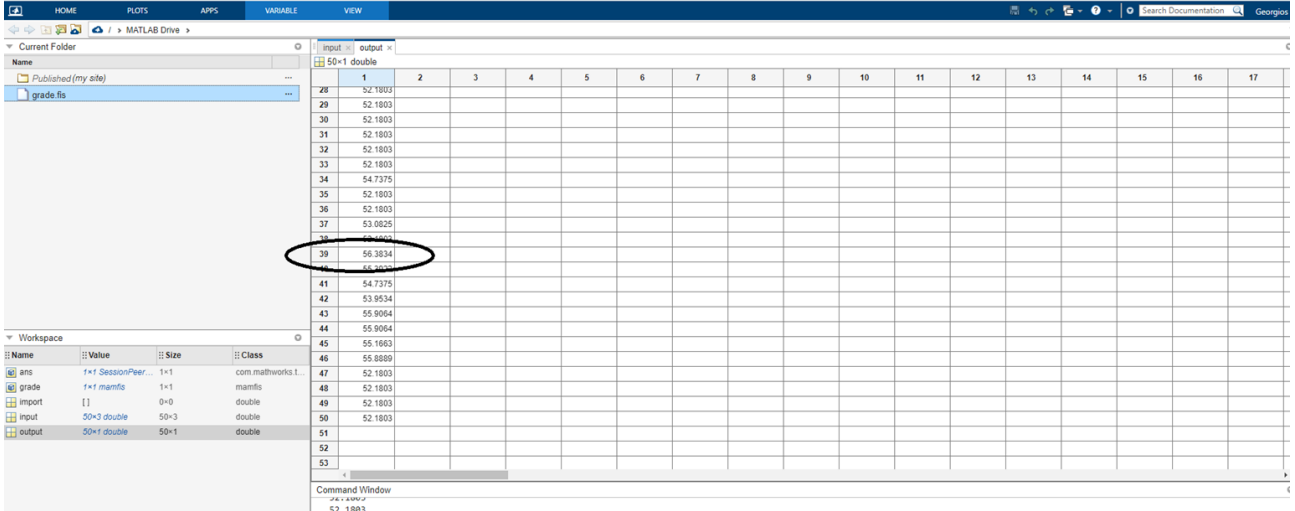 HOME PLOTS APPS VARIABLE VIEW Search Documentation Georgios
/ > MATLAB Drive >
Current Folder
Name
Published (my site) ...
grade.fis ...
Workspace
Name Value Size Class
ans 1×1 SessionPeer... 1×1 com.mathworks.t...
grade 1×1 mamfis 1×1 mamfis
import [ ] 0×0 double
input 50×3 double 50×3 double
output 50×1 double 50×1 double
input × output ×
50×1 double
1 2 3 4 5 6 7 8 9 10 11 12 13 14 15 16 17
28 52.1803
29 52.1803
30 52.1803
31 52.1803
32 52.1803
33 52.1803
34 54.7375
35 52.1803
36 52.1803
37 53.0825
38 52.1803
39 56.3834
40
41 54.7375
42 53.9534
43 55.9064
44 55.9064
45 55.1663
46 55.8889
47 52.1803
48 52.1803
49 52.1803
50 52.1803
51
52
53
Command Window
52.1803
52.1803